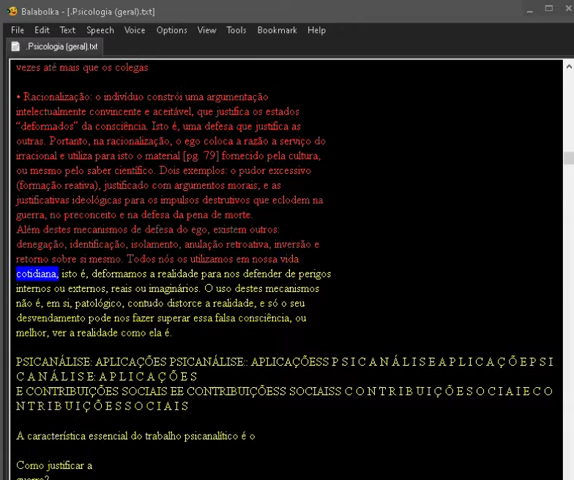 Balabolka - [.Psicologia (geral).txt]
File Edit Text Speech Voice Options View Tools Bookmark Help
.Psicologia (geral).txt
vezes até mais que os colegas
• Racionalização: o indivíduo constrói uma argumentação
intelectualmente convincente e aceitável, que justifica os estados
"deformados" da consciência. Isto é, uma defesa que justifica as
outras. Portanto, na racionalização, o ego coloca a razão a serviço do
irracional e utiliza para isto o material [pg. 79] fornecido pela cultura,
ou mesmo pelo saber científico. Dois exemplos: o pudor excessivo
(formação reativa), justificado com argumentos morais; e as
justificativas ideológicas para os impulsos destrutivos que eclodem na
guerra, no preconceito e na defesa da pena de morte.
Além destes mecanismos de defesa do ego, existem outros:
denegação, identificação, isolamento, anulação retroativa, inversão e
retorno sobre si mesmo. Todos nós os utilizamos em nossa vida
cotidiana, isto é, deformamos a realidade para nos defender de perigos
internos ou externos, reais ou imaginários. O uso destes mecanismos
não é, em si, patológico, contudo distorce a realidade, e só o seu
desvendamento pode nos fazer superar essa falsa consciência, ou
melhor, ver a realidade como ela é.
PSICANÁLISE: APLICAÇÕES PSICANÁLISE:: APLICAÇÕESS P S I C A N Á L I S E A P L I C A Ç Õ E P S I
C A N Á L I S E: A P L I C A Ç Õ E S
E CONTRIBUIÇÕES SOCIAIS EE CONTRIBUIÇÕESS SOCIAISS C O N T R I B U I Ç Õ E S O C I A I E C O
N T R I B U I Ç Õ E S S O C I A I S
A característica essencial do trabalho psicanalítico é o
Como justificar a
guerra?